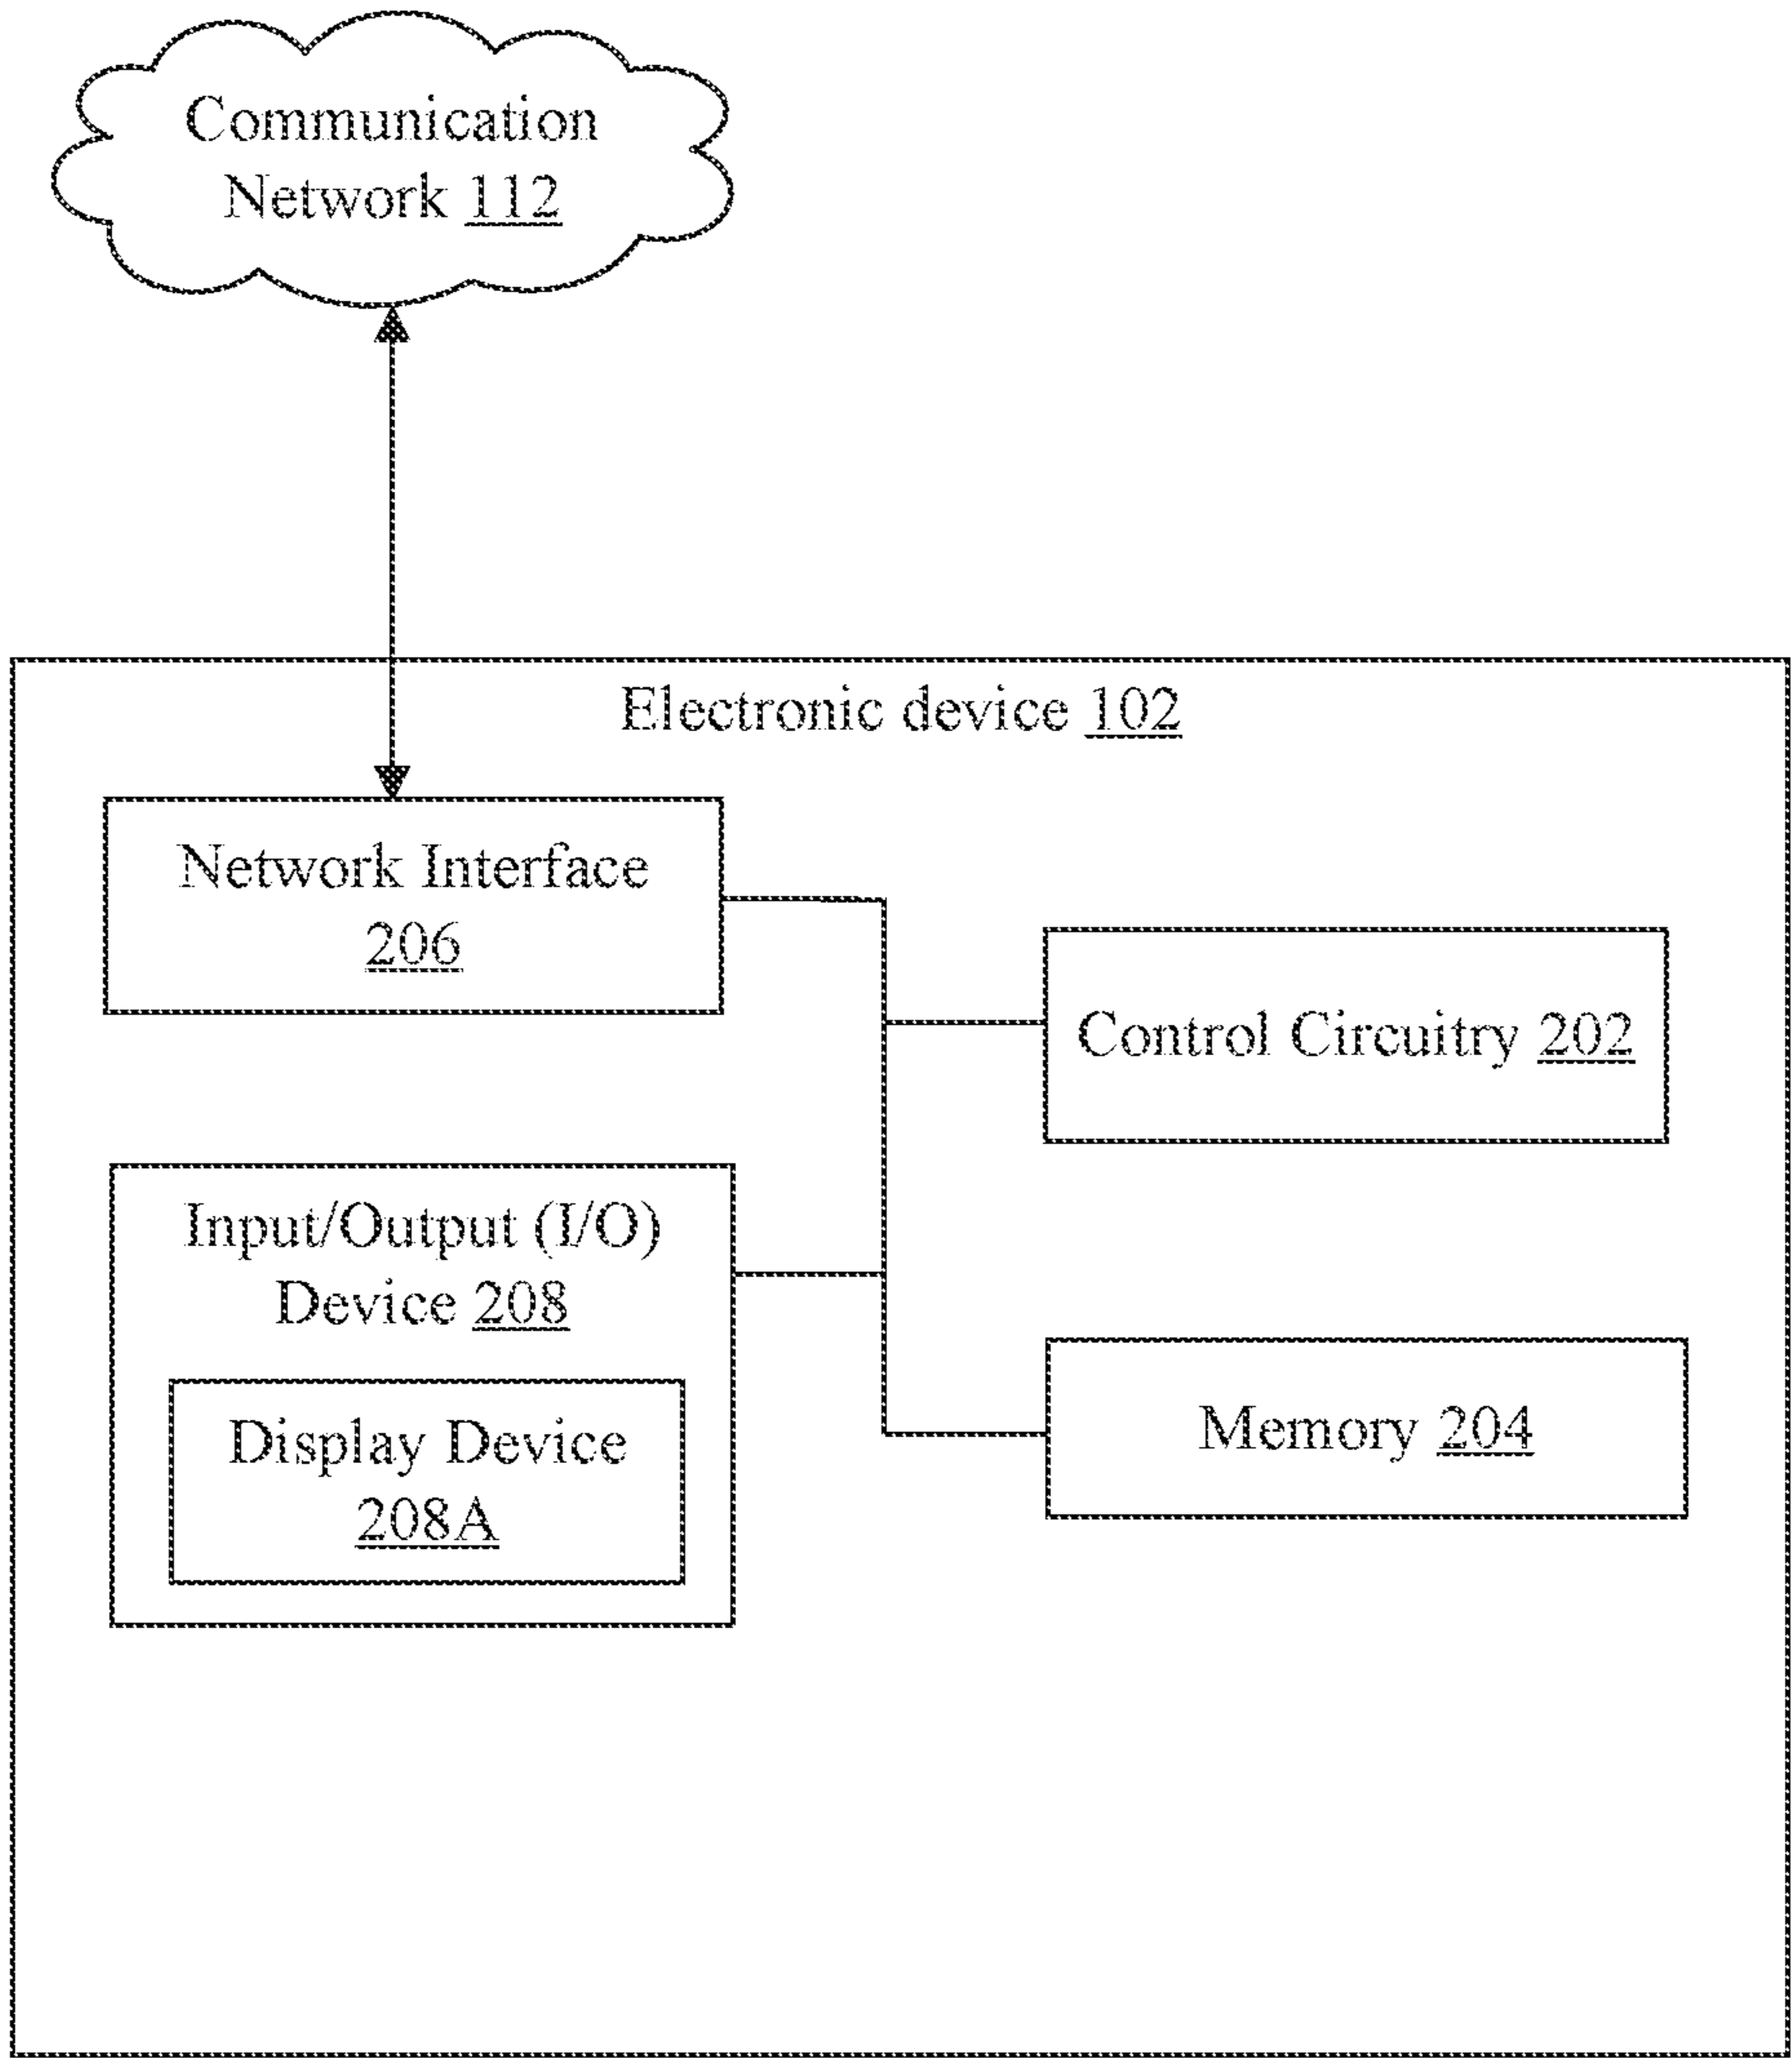 Communication
Network 112
Electronic device 102
Network Interface
206
Control Circuitry 202
Input/Output (I/O)
Device 208
Display Device
208A
Memory 204